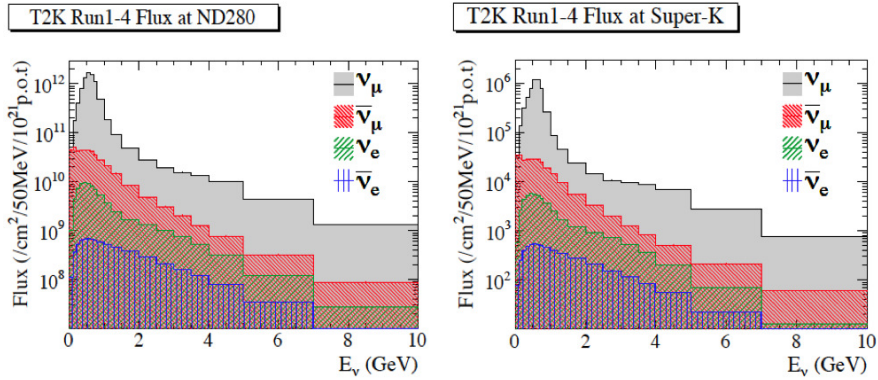 T2K Run1-4 Flux at ND280
Flux (/cm²/50MeV/10²¹p.o.t)
10¹²
10¹¹
10¹⁰
10⁹
10⁸
ν_μ
ν̅_μ
ν_e
ν̅_e
0 2 4 6 8 10
E_ν (GeV)
T2K Run1-4 Flux at Super-K
Flux (/cm²/50MeV/10²¹p.o.t)
10⁶
10⁵
10⁴
10³
10²
ν_μ
ν̅_μ
ν_e
ν̅_e
0 2 4 6 8 10
E_ν (GeV)